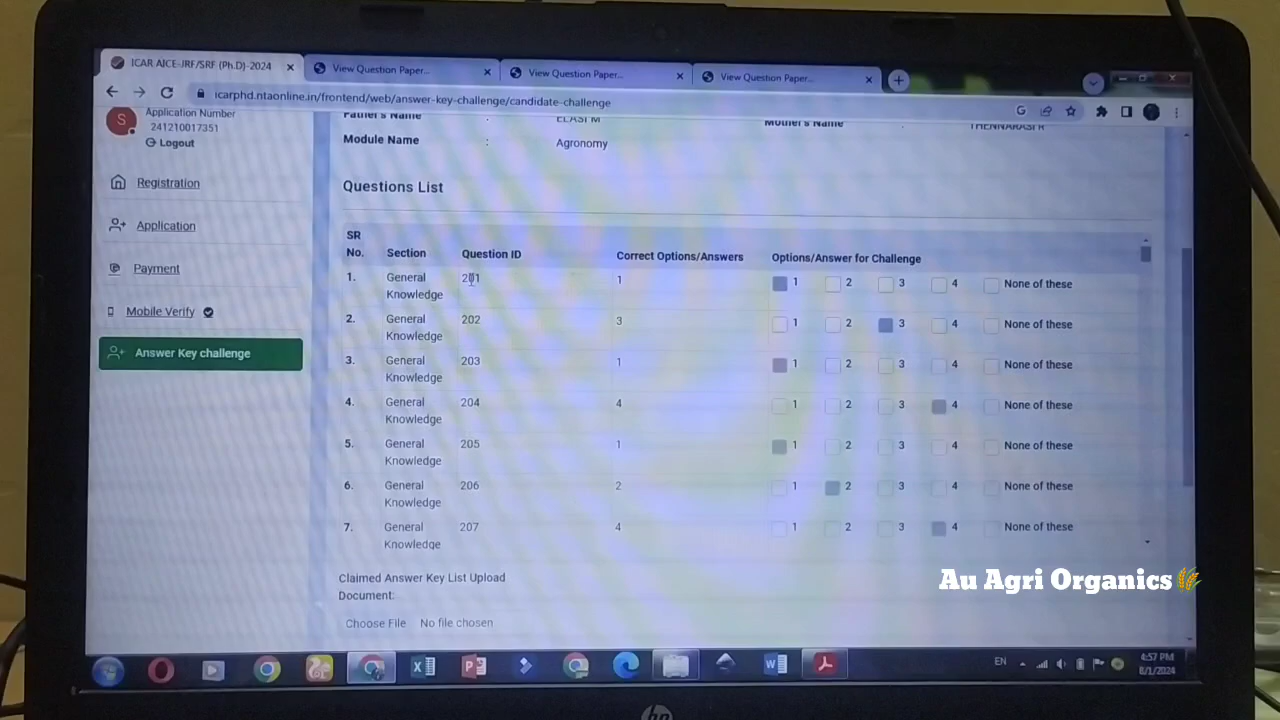 ICAR AICE-JRF/SRF (Ph.D)-2024 × View Question Paper... × View Question Paper... × View Question Paper... × +
icarphd.ntaonline.in/frontend/web/answer-key-challenge/candidate-challenge
S Application Number
241210017351
Logout
Registration
Application
Payment
Mobile Verify
Answer Key challenge
Father's Name : ELASI M Mother's Name :
Module Name : Agronomy
Questions List
SR
No. Section Question ID Correct Options/Answers Options/Answer for Challenge
1. General 201 1 1 2 3 4 None of these
Knowledge
2. General 202 3 1 2 3 4 None of these
Knowledge
3. General 203 1 1 2 3 4 None of these
Knowledge
4. General 204 4 1 2 3 4 None of these
Knowledge
5. General 205 1 1 2 3 4 None of these
Knowledge
6. General 206 2 1 2 3 4 None of these
Knowledge
7. General 207 4 1 2 3 4 None of these
Knowledge
Claimed Answer Key List Upload
Document:
Choose File No file chosen
Au Agri Organics
EN 4:57 PM
8/1/2024
hp